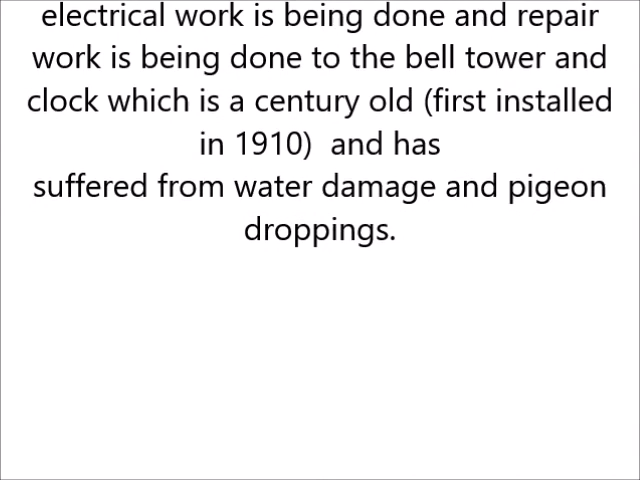 electrical work is being done and repair
work is being done to the bell tower and
clock which is a century old (first installed
in 1910)  and has
suffered from water damage and pigeon
droppings.